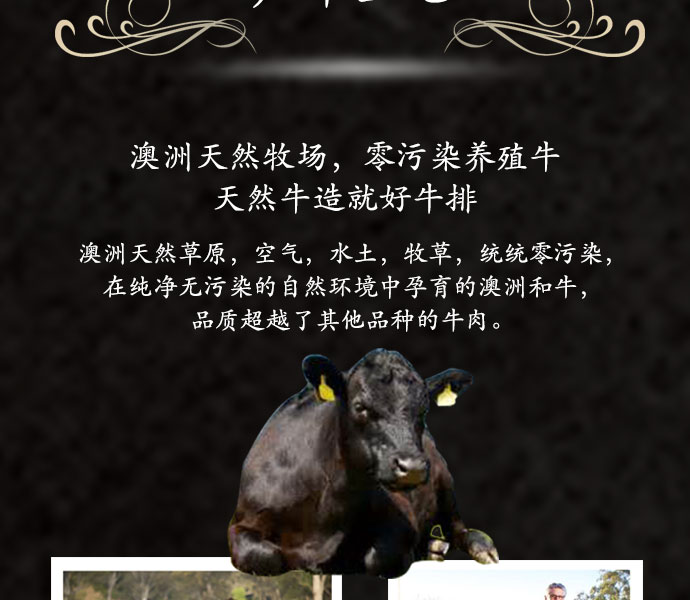 澳洲天然牧场，零污染养殖牛
天然牛造就好牛排
澳洲天然草原，空气，水土，牧草，统统零污染，
在纯净无污染的自然环境中孕育的澳洲和牛，
品质超越了其他品种的牛肉。